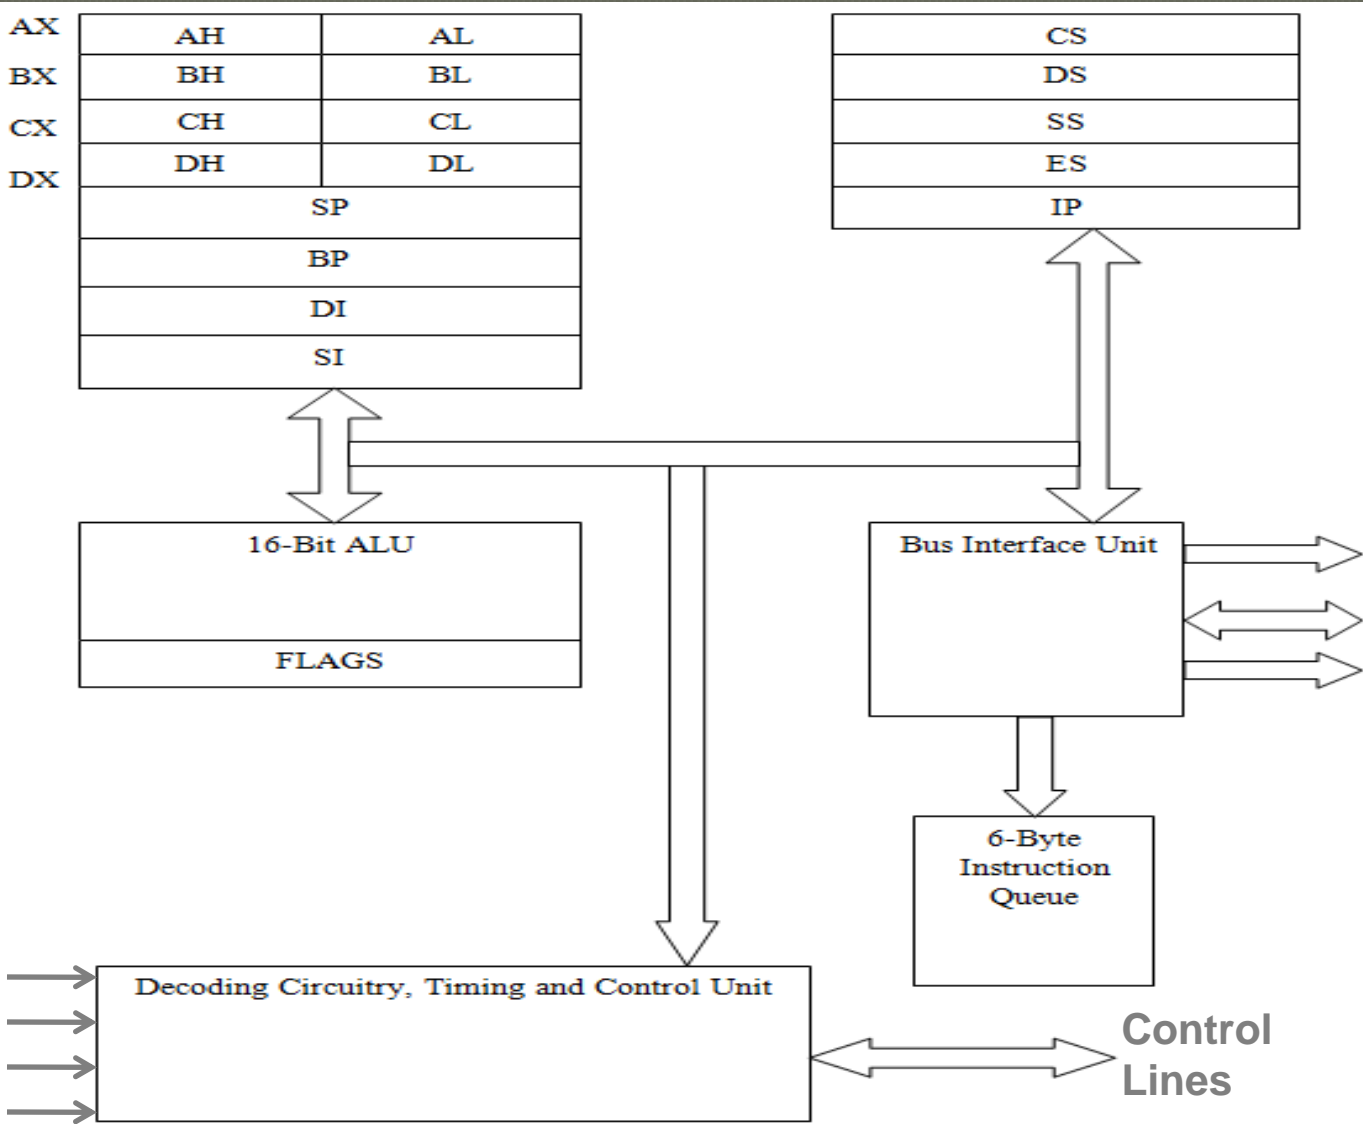 AX
AH
AL
BX
BH
BL
CX
CH
CL
DX
DH
DL
SP
BP
DI
SI
CS
DS
SS
ES
IP
16-Bit ALU
FLAGS
Bus Interface Unit
6-Byte
Instruction
Queue
Decoding Circuitry, Timing and Control Unit
Control
Lines